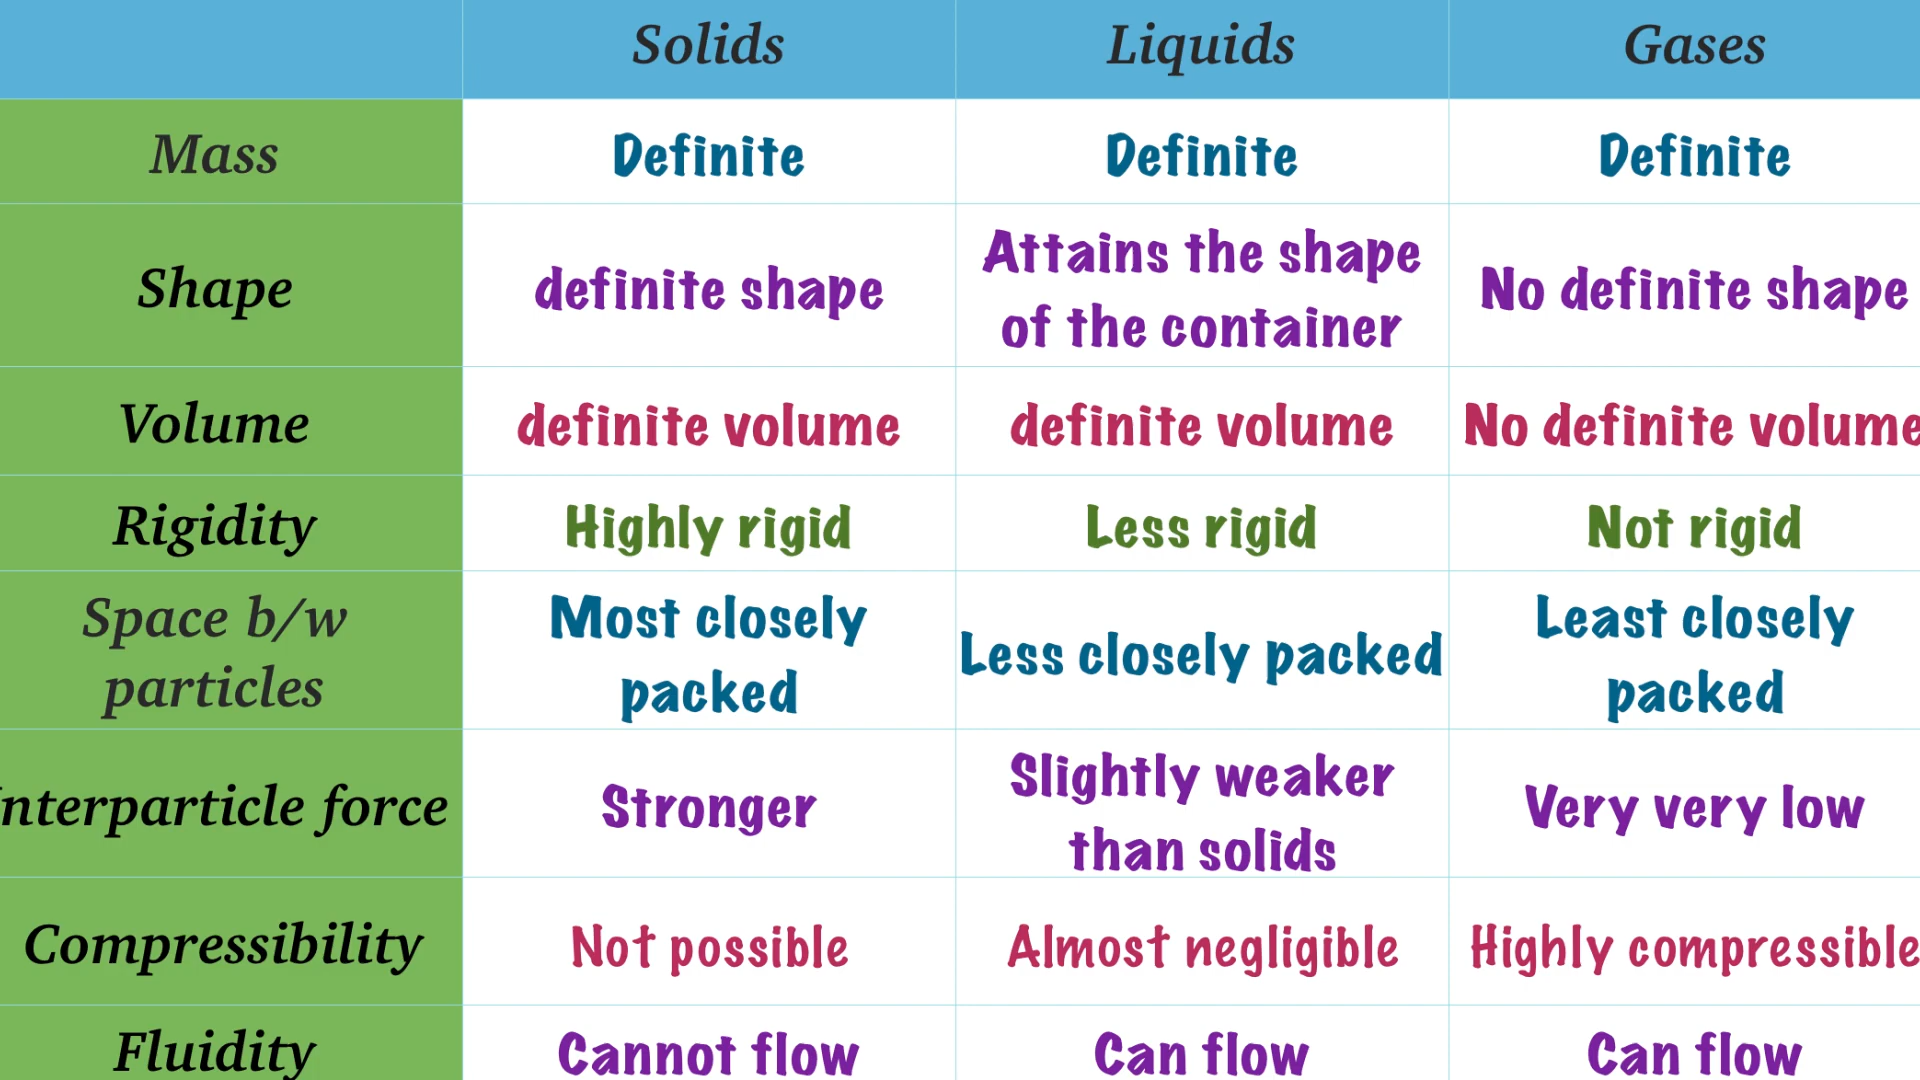 Solids Liquids Gases
Mass Definite Definite Definite
Shape definite shape Attains the shape of the container No definite shape
Volume definite volume definite volume No definite volume
Rigidity Highly rigid Less rigid Not rigid
Space b/w particles Most closely packed Less closely packed Least closely packed
nterparticle force Stronger Slightly weaker than solids Very very low
Compressibility Not possible Almost negligible Highly compressible
Fluidity Cannot flow Can flow Can flow